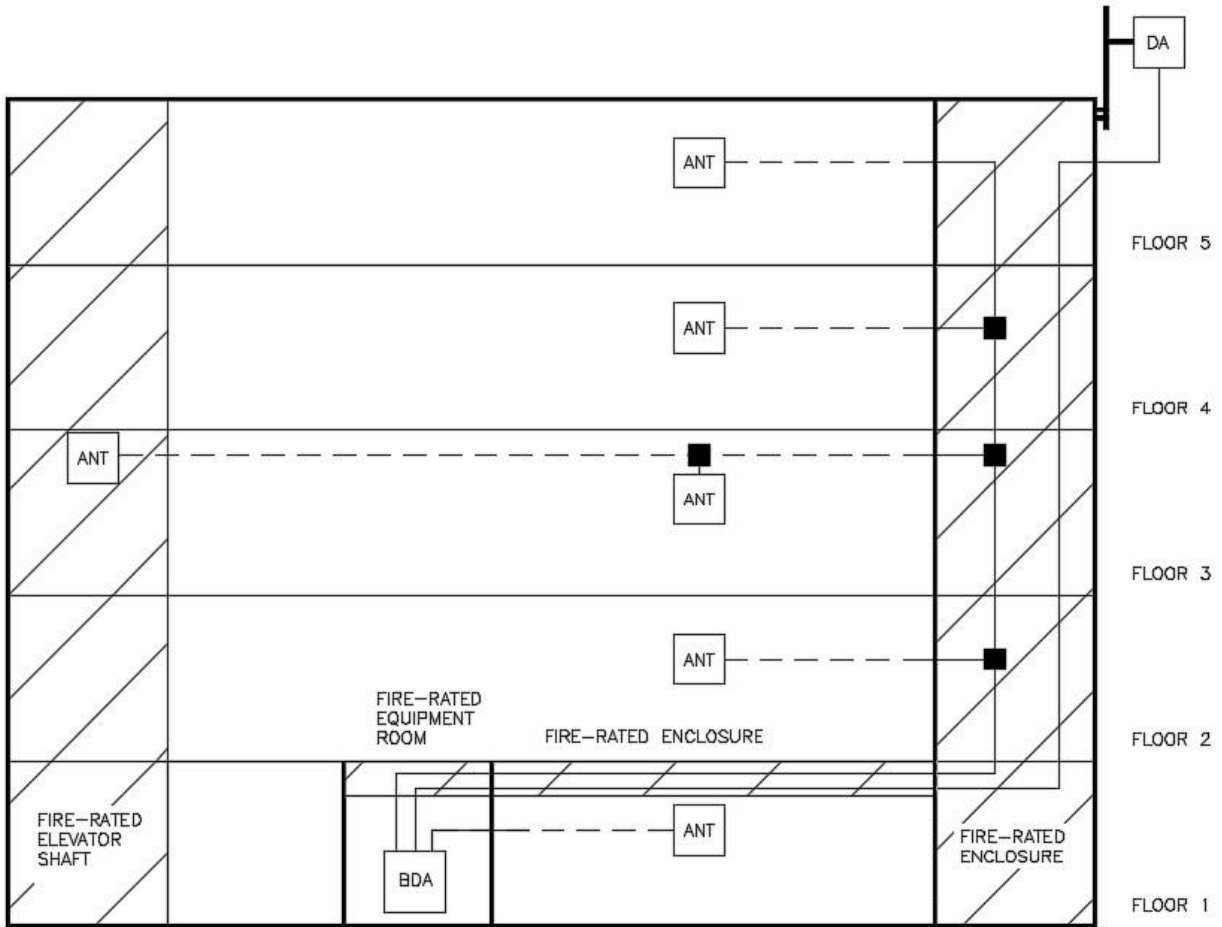 DA
ANT
FLOOR 5
ANT
FLOOR 4
ANT
ANT
FLOOR 3
ANT
FIRE-RATED
EQUIPMENT
ROOM
FIRE-RATED ENCLOSURE
FLOOR 2
FIRE-RATED
ELEVATOR
SHAFT
BDA
ANT
FIRE-RATED
ENCLOSURE
FLOOR 1